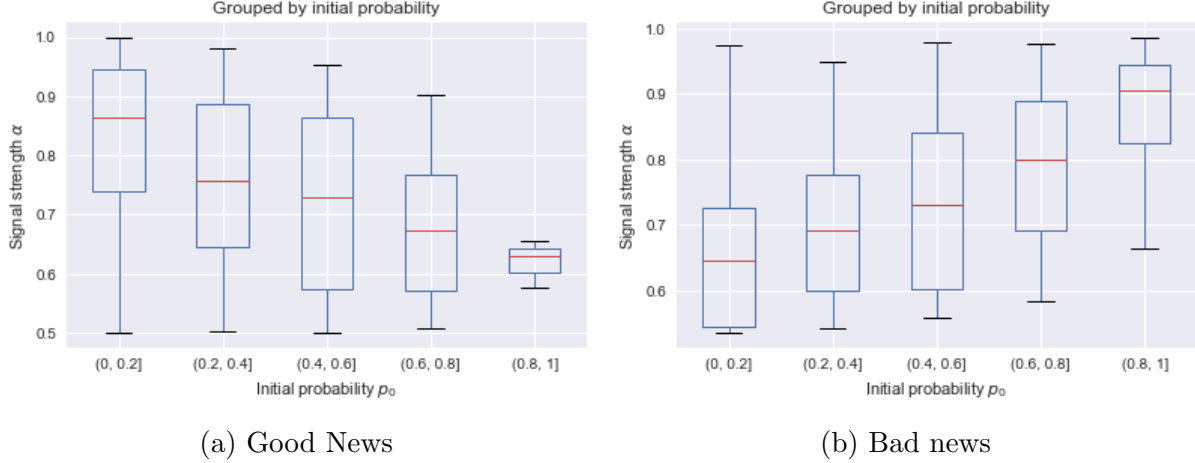 Grouped by initial probability
1.0
0.9
0.8
0.7
0.6
0.5
Signal strength α
(0, 0.2] (0.2, 0.4] (0.4, 0.6] (0.6, 0.8] (0.8, 1]
Initial probability p₀
(a) Good News
Grouped by initial probability
1.0
0.9
0.8
0.7
0.6
Signal strength α
(0, 0.2] (0.2, 0.4] (0.4, 0.6] (0.6, 0.8] (0.8, 1]
Initial probability p₀
(b) Bad news